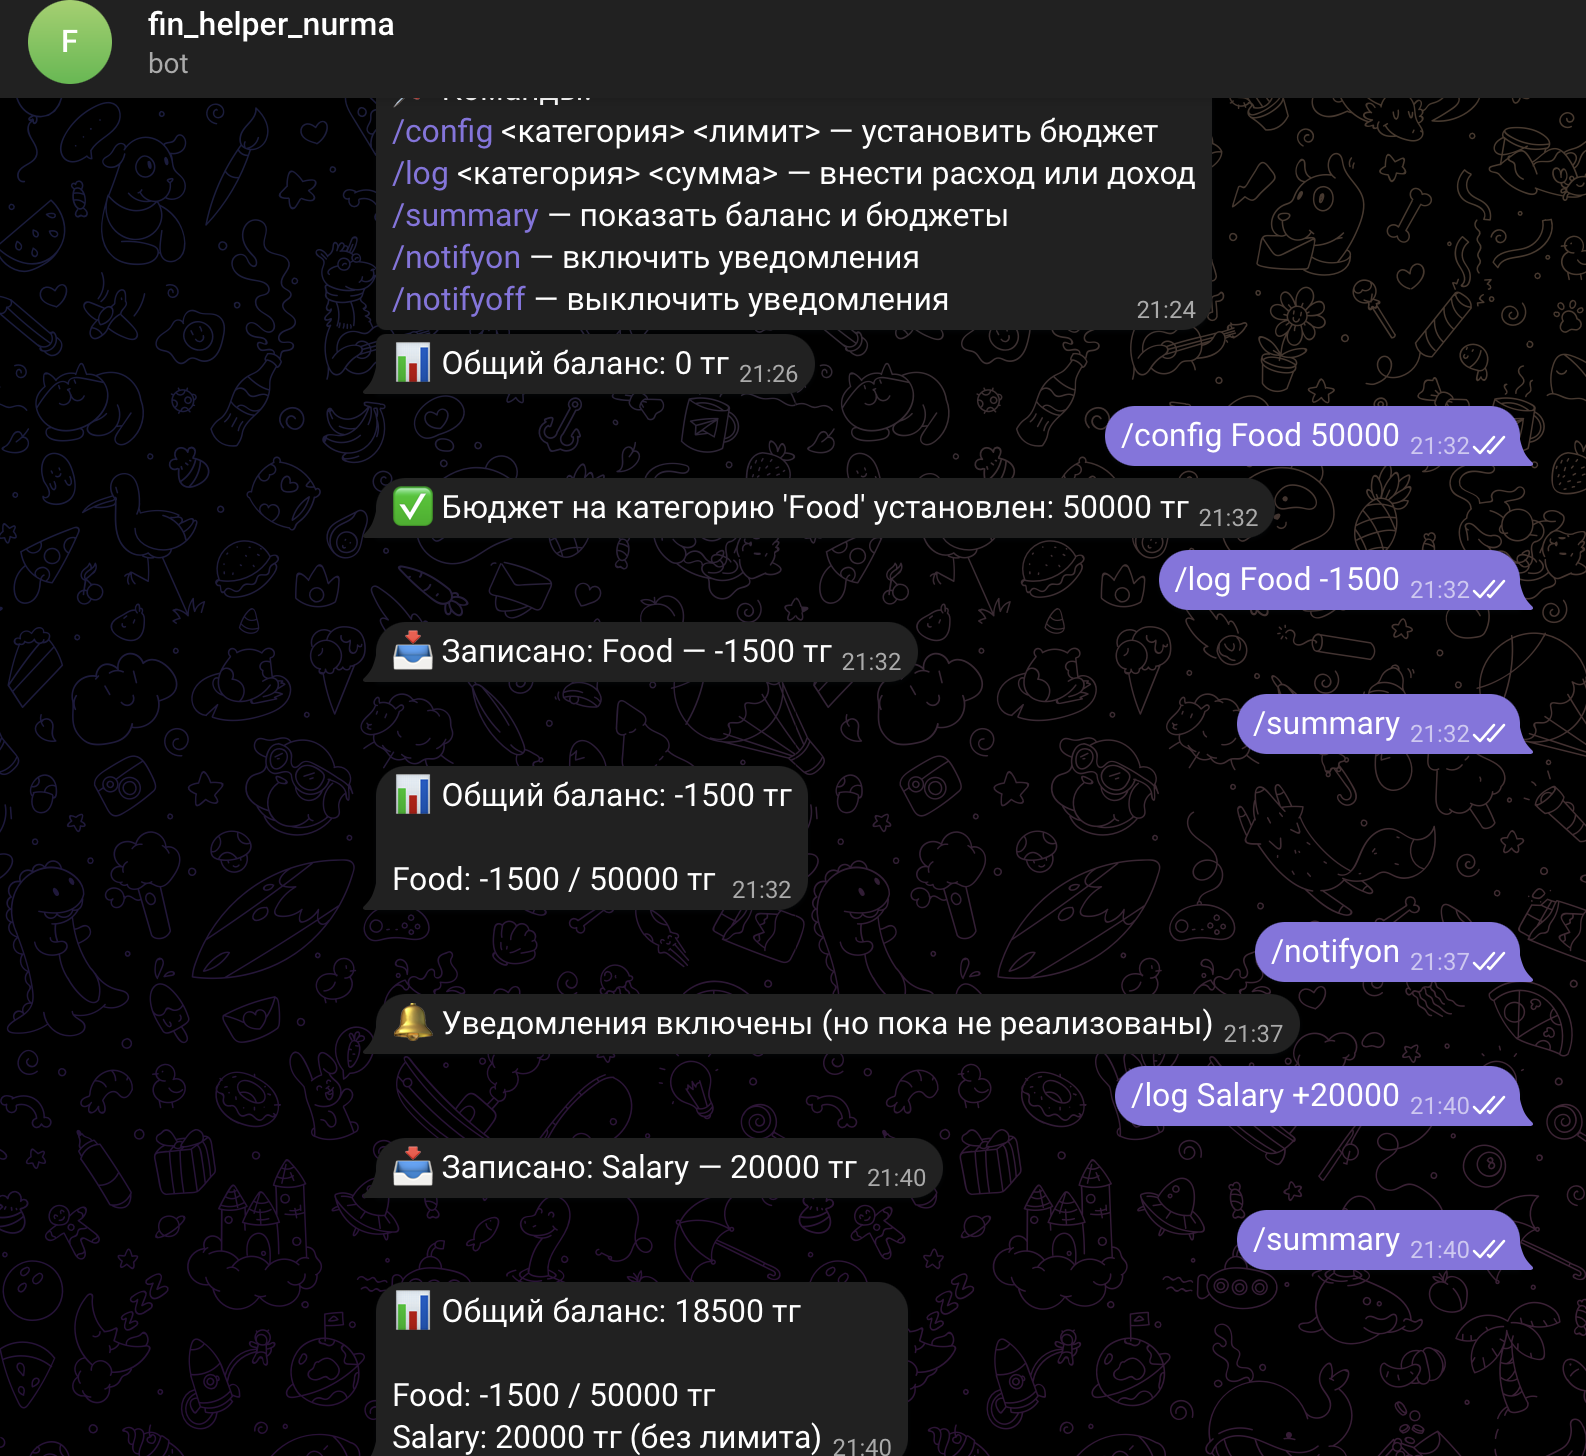 F
fin_helper_nurma
bot
Команды:
/config <категория> <лимит> — установить бюджет
/log <категория> <сумма> — внести расход или доход
/summary — показать баланс и бюджеты
/notifyon — включить уведомления
/notifyoff — выключить уведомления
21:24
Общий баланс: 0 тг 21:26
/config Food 50000 21:32
Бюджет на категорию 'Food' установлен: 50000 тг 21:32
/log Food -1500 21:32
Записано: Food — -1500 тг 21:32
/summary 21:32
Общий баланс: -1500 тг
Food: -1500 / 50000 тг 21:32
/notifyon 21:37
Уведомления включены (но пока не реализованы) 21:37
/log Salary +20000 21:40
Записано: Salary — 20000 тг 21:40
/summary 21:40
Общий баланс: 18500 тг
Food: -1500 / 50000 тг
Salary: 20000 тг (без лимита) 21:40